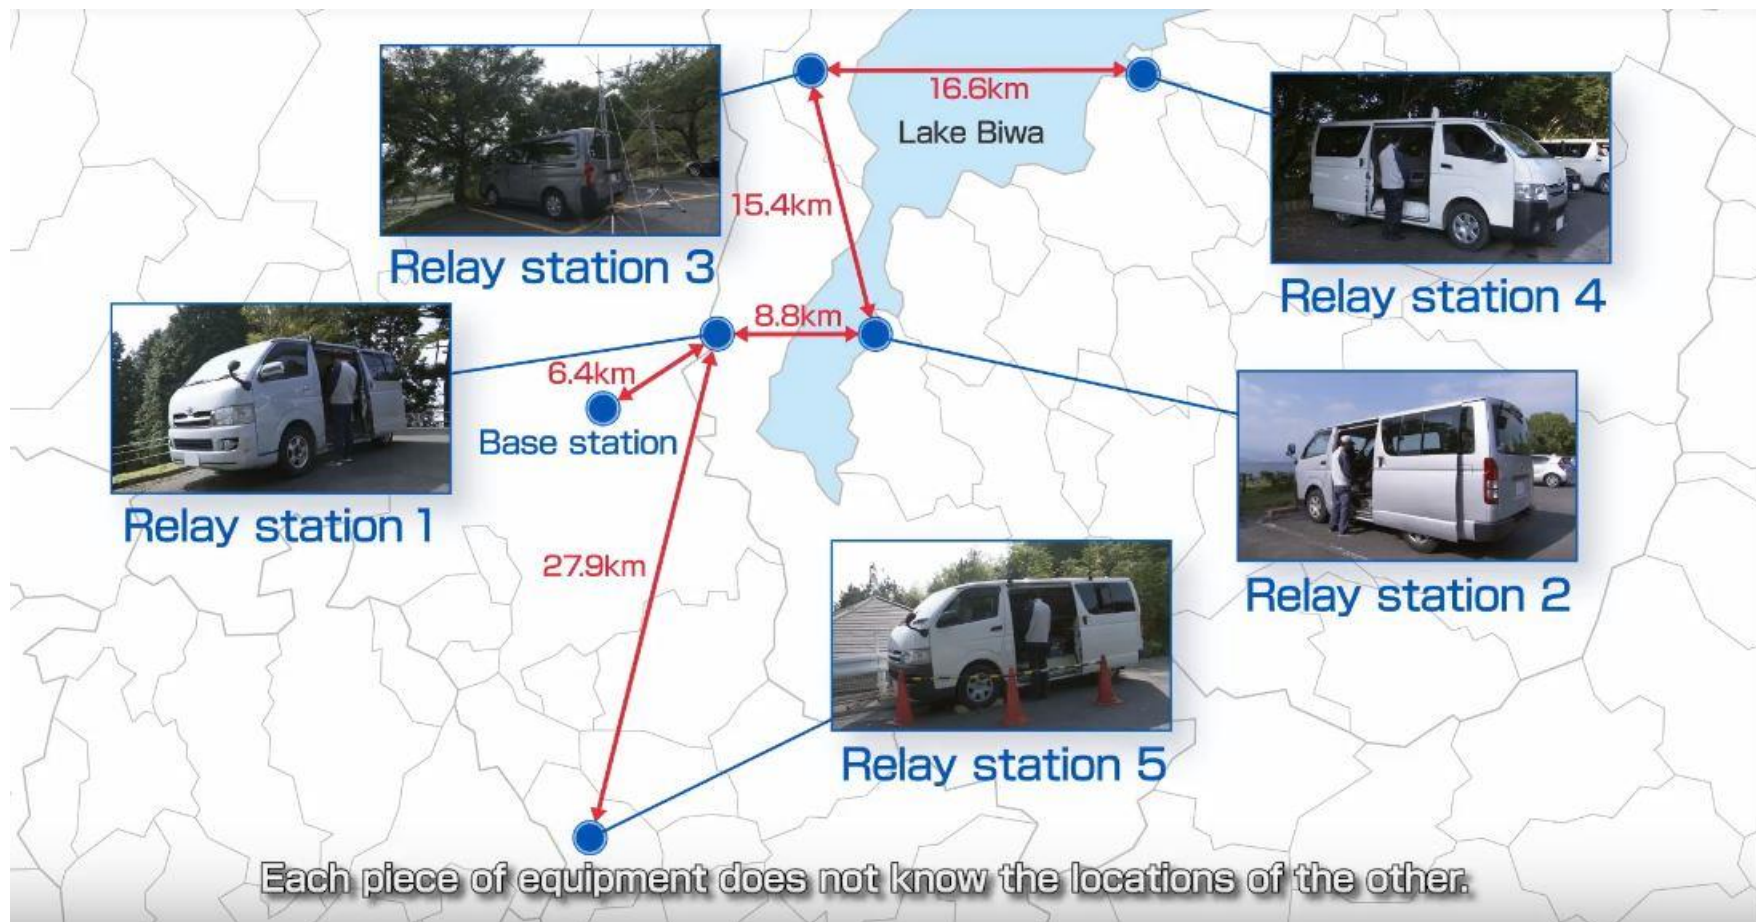 16.6km
Lake Biwa
15.4km
Relay station 3
Relay station 4
8.8km
6.4km
Base station
Relay station 1
27.9km
Relay station 2
Relay station 5
Each piece of equipment does not know the locations of the other.